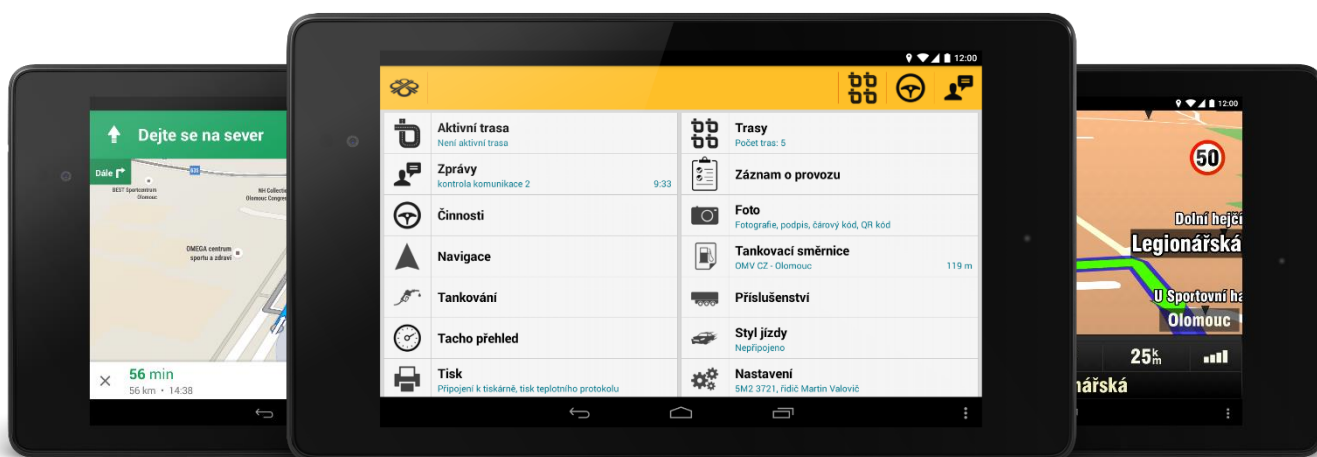 Dejte se na sever
Dále
BEST Sportcentrum
Olomouc
NH Collecti
Olomouc Congre
OMEGA centrum
sportu a zdraví
56 min
56 km • 14:38
12:00
Aktivní trasa
Není aktivní trasa
Zprávy
kontrola komunikace 2
9:33
Činnosti
Navigace
Tankování
Tacho přehled
Tisk
Připojení k tiskárně, tisk teplotního protokolu
Trasy
Počet tras: 5
Záznam o provozu
Foto
Fotografie, podpis, čárový kód, QR kód
Tankovací směrnice
OMV CZ - Olomouc
119 m
Příslušenství
Styl jízdy
Nepřipojeno
Nastavení
5M2 3721, řidič Martin Valovič
12:00
50
Dolní hejčí
Legionářská
U Sportovní ha
Olomouc
25 km
nářská